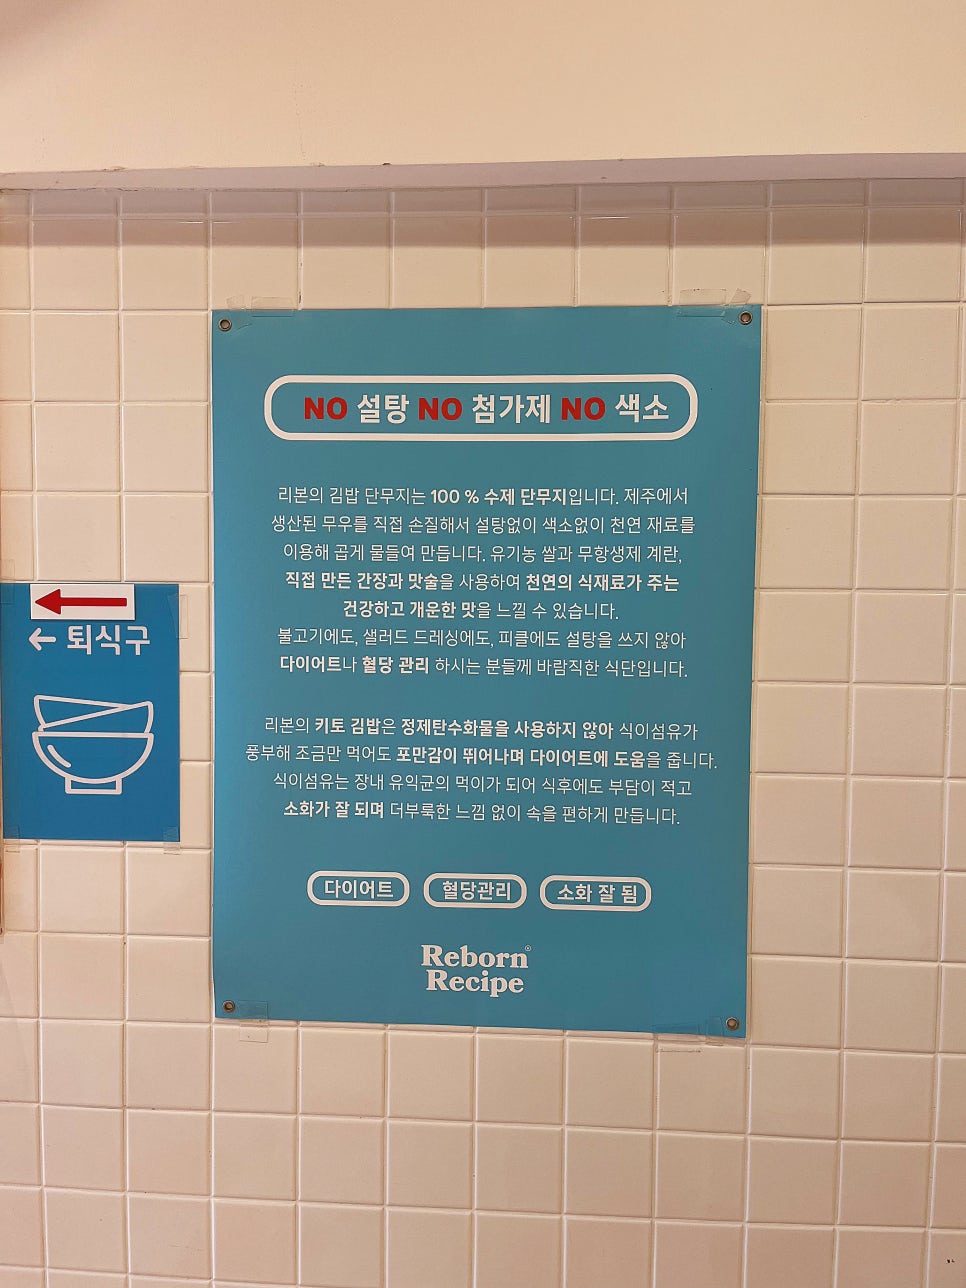 NO 설탕 NO 첨가제 NO 색소
리본의 김밥 단무지는 100 % 수제 단무지입니다. 제주에서
생산된 무우를 직접 손질해서 설탕없이 색소없이 천연 재료를
이용해 곱게 물들여 만듭니다. 유기농 쌀과 무항생제 계란,
직접 만든 간장과 맛술을 사용하여 천연의 식재료가 주는
건강하고 개운한 맛을 느낄 수 있습니다.
불고기에도, 샐러드 드레싱에도, 피클에도 설탕을 쓰지 않아
다이어트나 혈당 관리 하시는 분들께 바람직한 식단입니다.
리본의 키토 김밥은 정제탄수화물을 사용하지 않아 식이섬유가
풍부해 조금만 먹어도 포만감이 뛰어나며 다이어트에 도움을 줍니다.
식이섬유는 장내 유익균의 먹이가 되어 식후에도 부담이 적고
소화가 잘 되며 더부룩한 느낌 없이 속을 편하게 만듭니다.
다이어트 혈당관리 소화 잘 됨
Reborn®
Recipe
← 퇴식구